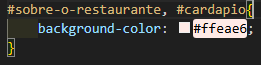 #sobre-o-restaurante, #cardapio{
background-color: #ffeae6;
}